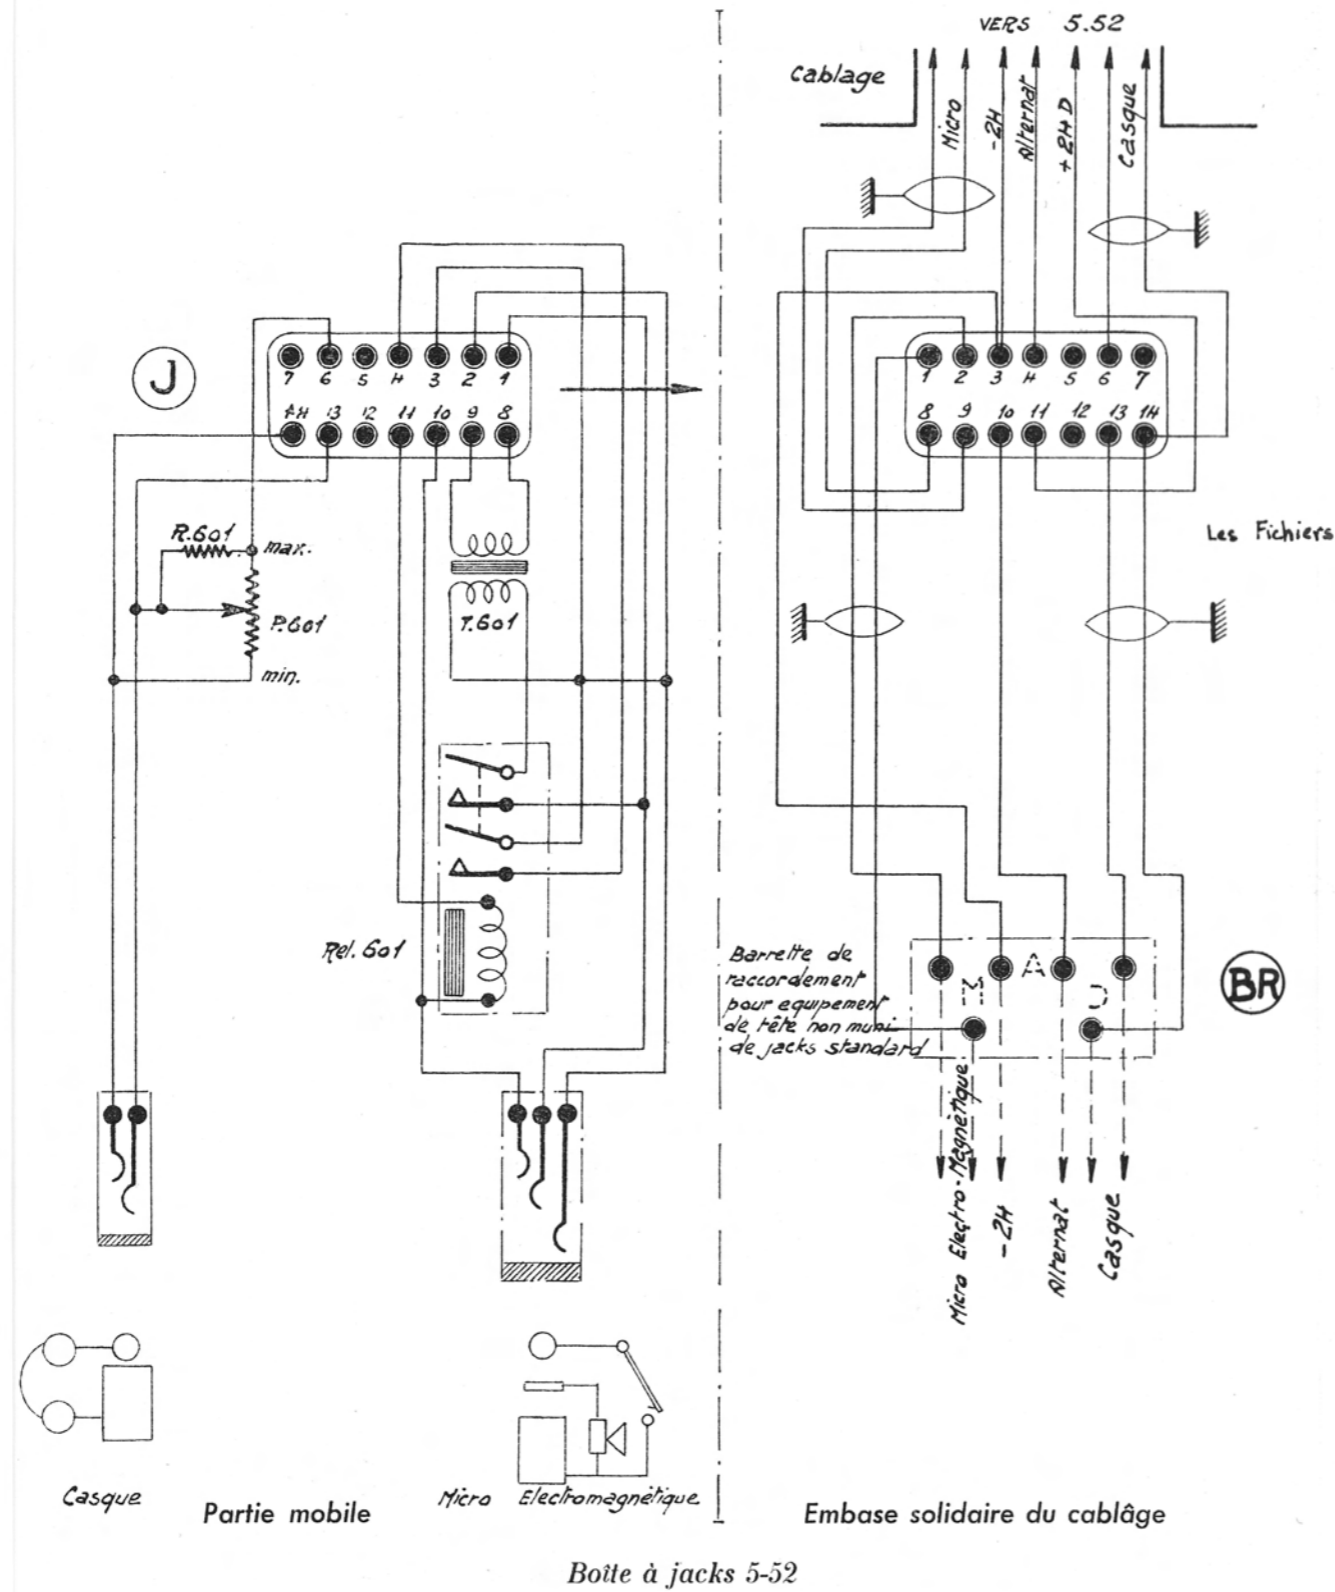 VERS 5.52
Cablage
Micro
-2H
Alternat
+2HD
Casque
J
7 6 5 4 3 2 1
14 13 12 11 10 9 8
1 2 3 4 5 6 7
8 9 10 11 12 13 14
R.601
max.
P.601
min.
T.601
Les Fichiers
Rel. 601
Barrette de
raccordement
pour equipement
de tête non muni
de jacks standard
A
BR
Micro Electro-Magnétique
-2H
Alternat
Casque
Casque
Micro Electromagnétique
Partie mobile
Embase solidaire du cablâge
Boîte à jacks 5-52